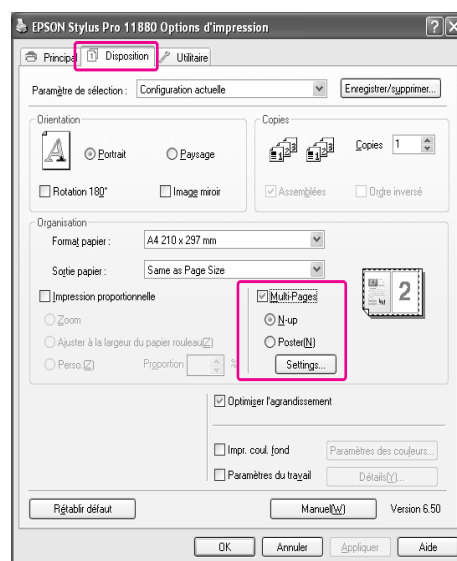 EPSON Stylus Pro 11880 Options d'impression
Principal Disposition Utilitaire
Paramètre de sélection : Configuration actuelle Enregistrer/supprimer...
Orientation Copies
Portrait Paysage Copies 1
Rotation 180° Image miroir Assemblées Ordre inversé
Organisation
Format papier : A4 210 x 297 mm
Sortie papier : Same as Page Size
Impression proportionnelle Multi-Pages
Zoom N-up
Ajuster à la largeur du papier rouleau(Z) Poster(N)
Perso.(Z) Proportion % Settings...
Optimiser l'agrandissement
Impr. coul. fond Paramètres des couleurs...
Paramètres du travail Détails(Y)...
Rétablir défaut Manuel(W) Version 6.50
OK Annuler Appliquer Aide